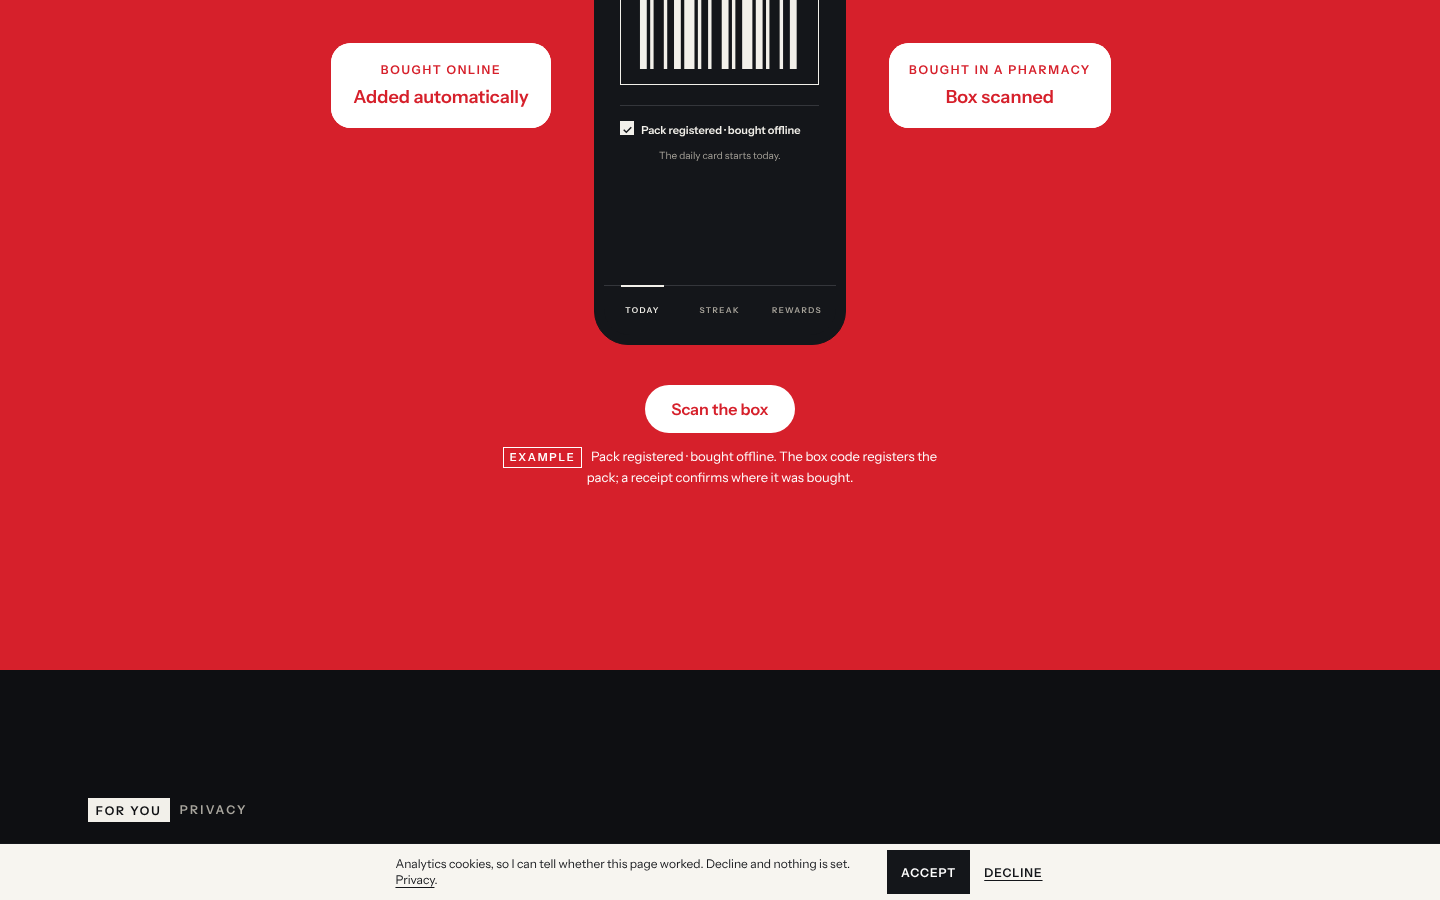 BOUGHT ONLINE
Added automatically
BOUGHT IN A PHARMACY
Box scanned
Pack registered · bought offline
The daily card starts today.
TODAY
STREAK
REWARDS
Scan the box
EXAMPLE Pack registered · bought offline. The box code registers the
pack; a receipt confirms where it was bought.
FOR YOU
PRIVACY
Analytics cookies, so I can tell whether this page worked. Decline and nothing is set.
Privacy.
ACCEPT
DECLINE